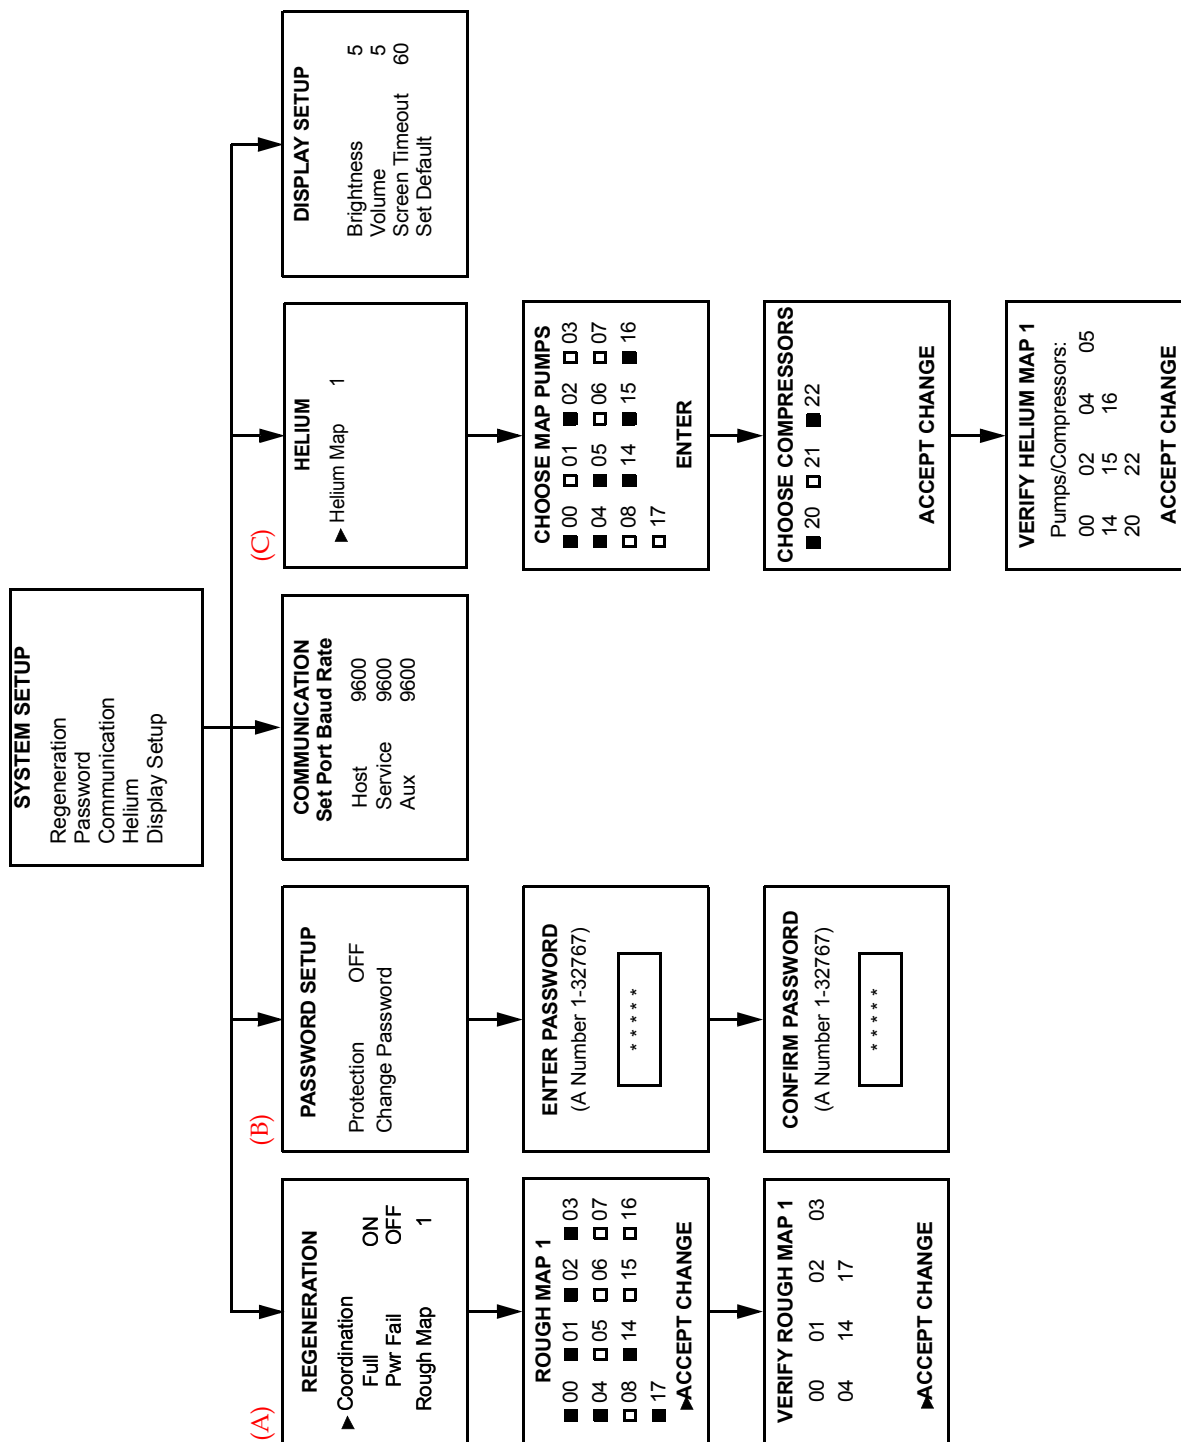 SYSTEM SETUP
Regeneration
Password
Communication
Helium
Display Setup
(A)
REGENERATION
▶ Coordination
Full ON
Pwr Fail OFF
Rough Map 1
ROUGH MAP 1
■ 00 ■ 01 ■ 02 ■ 03
■ 04 □ 05 □ 06 □ 07
□ 08 ■ 14 □ 15 □ 16
■ 17
▶ACCEPT CHANGE
VERIFY ROUGH MAP 1
00 01 02 03
04 14 17
▶ACCEPT CHANGE
(B)
PASSWORD SETUP
Protection OFF
Change Password
ENTER PASSWORD
(A Number 1-32767)
* * * * *
CONFIRM PASSWORD
(A Number 1-32767)
* * * * *
COMMUNICATION
Set Port Baud Rate
Host 9600
Service 9600
Aux 9600
(C)
HELIUM
▶ Helium Map 1
CHOOSE MAP PUMPS
■ 00 □ 01 ■ 02 □ 03
■ 04 ■ 05 □ 06 □ 07
□ 08 ■ 14 ■ 15 ■ 16
□ 17
ENTER
CHOOSE COMPRESSORS
■ 20 □ 21 ■ 22
ACCEPT CHANGE
VERIFY HELIUM MAP 1
Pumps/Compressors:
00 02 04 05
14 15 16
20 22
ACCEPT CHANGE
DISPLAY SETUP
Brightness 5
Volume 5
Screen Timeout 60
Set Default